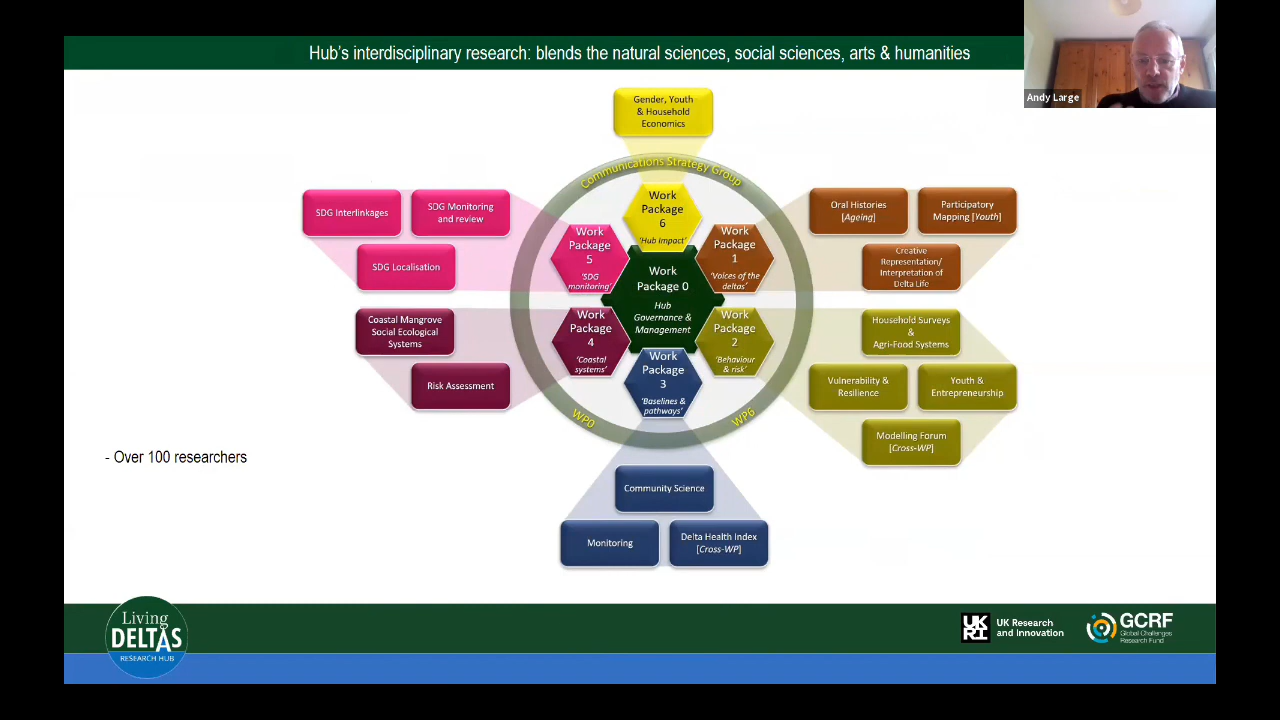 Hub's interdisciplinary research: blends the natural sciences, social sciences, arts & humanities
Andy Large
Gender, Youth
& Household
Economics
Communications Strategy Group
WP0
WP6
Work
Package
6
'Hub Impact'
Work
Package
5
'SDG
monitoring'
Work
Package
1
'Voices of the
deltas'
Work
Package 0
Hub
Governance &
Management
Work
Package
4
'Coastal
systems'
Work
Package
2
'Behaviour
& risk'
Work
Package
3
'Baselines &
pathways'
SDG Interlinkages
SDG Monitoring
and review
SDG Localisation
Oral Histories
[Ageing]
Participatory
Mapping [Youth]
Creative
Representation/
Interpretation of
Delta Life
Coastal Mangrove
Social Ecological
Systems
Risk Assessment
Household Surveys
&
Agri-Food Systems
Vulnerability &
Resilience
Youth &
Entrepreneurship
Modelling Forum
[Cross-WP]
- Over 100 researchers
Community Science
Monitoring
Delta Health Index
[Cross-WP]
Living
DELTAS
RESEARCH HUB
UK
RI
UK Research
and Innovation
GCRF
Global Challenges
Research Fund